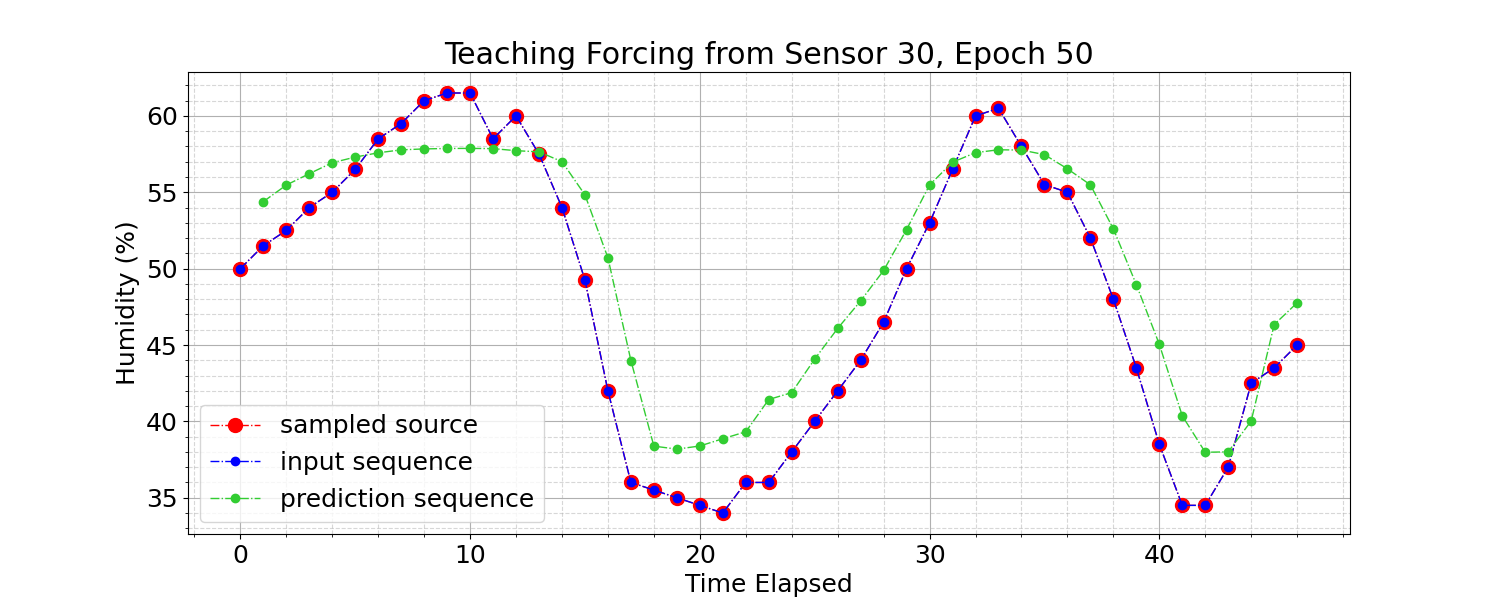 Teaching Forcing from Sensor 30, Epoch 50
Humidity (%)
60
55
50
45
40
35
sampled source
input sequence
prediction sequence
0 10 20 30 40
Time Elapsed